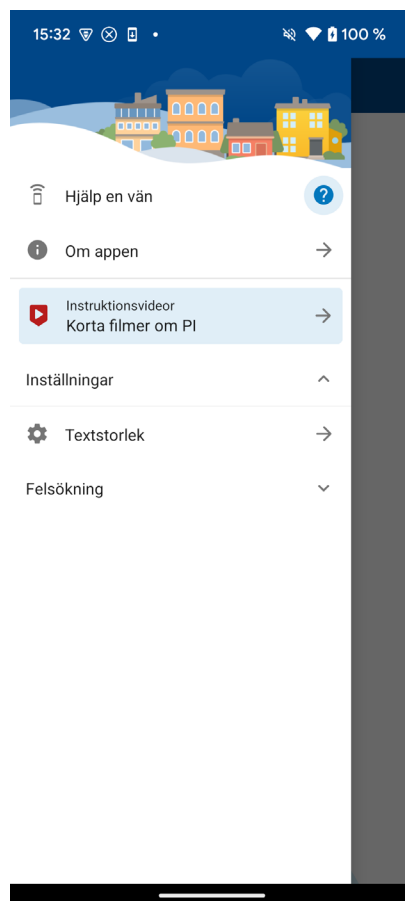 15:32
100 %
Hjälp en vän
Om appen
Instruktionsvideor
Korta filmer om PI
Inställningar
Textstorlek
Felsökning